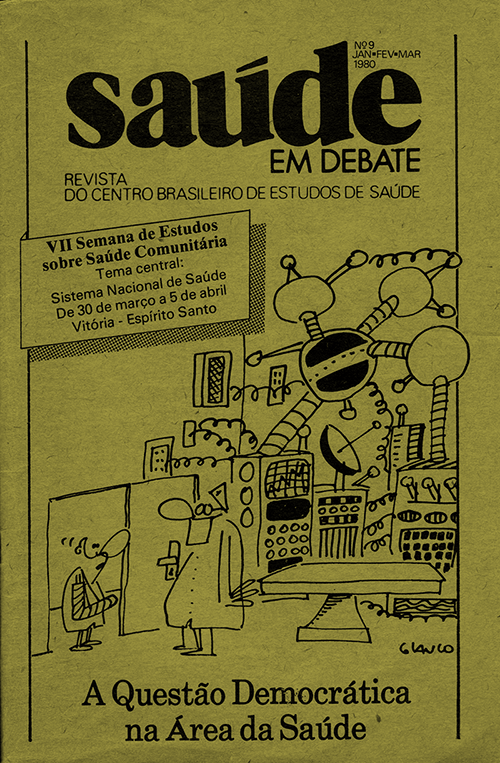 Nº 9
JAN•FEV•MAR
1980
saúde
EM DEBATE
REVISTA
DO CENTRO BRASILEIRO DE ESTUDOS DE SAÚDE
VII Semana de Estudos
sobre Saúde Comunitária
Tema central:
Sistema Nacional de Saúde
De 30 de março a 5 de abril
Vitória - Espírito Santo
GLAUCO
A Questão Democrática
na Área da Saúde